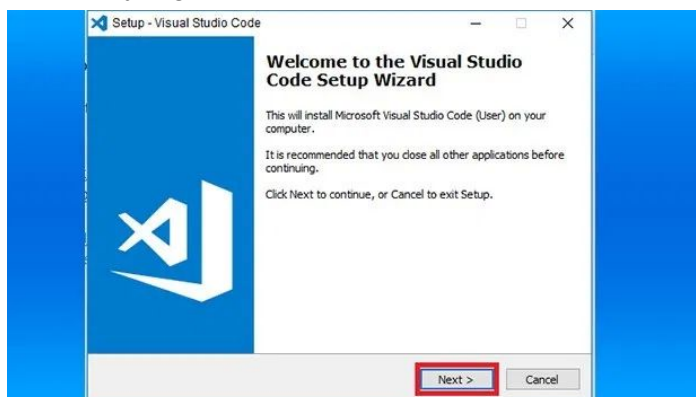 Setup - Visual Studio Code
Welcome to the Visual Studio
Code Setup Wizard
This will install Microsoft Visual Studio Code (User) on your
computer.
It is recommended that you close all other applications before
continuing.
Click Next to continue, or Cancel to exit Setup.
Next >
Cancel